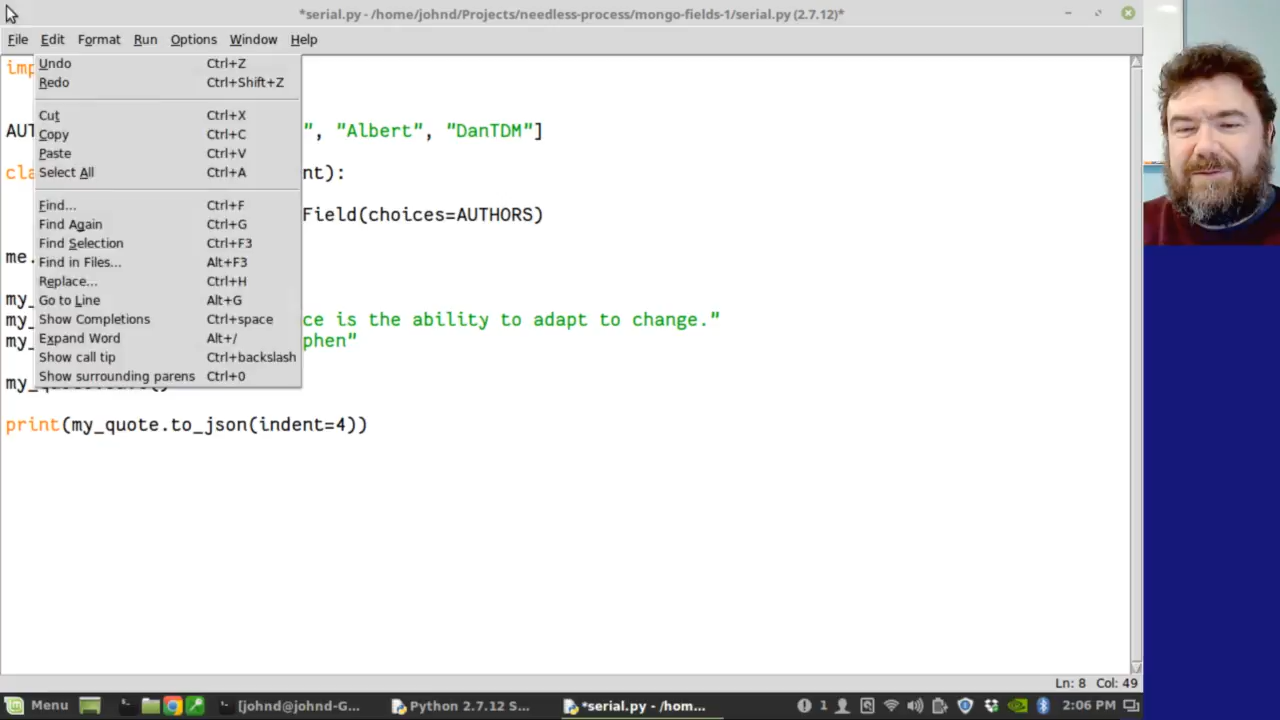 *serial.py - /home/johnd/Projects/needless-process/mongo-fields-1/serial.py (2.7.12)*
File Edit Format Run Options Window Help
imp
Undo Ctrl+Z
Redo Ctrl+Shift+Z
Cut Ctrl+X
AUT ", "Albert", "DanTDM"]
Copy Ctrl+C
Paste Ctrl+V
cla nt):
Select All Ctrl+A
Find... Ctrl+F
Field(choices=AUTHORS)
Find Again Ctrl+G
Find Selection Ctrl+F3
me.
Find in Files... Alt+F3
Replace... Ctrl+H
my_
Go to Line Alt+G
my_ ce is the ability to adapt to change."
Show Completions Ctrl+space
my_ phen"
Expand Word Alt+/
Show call tip Ctrl+backslash
Show surrounding parens Ctrl+0
print(my_quote.to_json(indent=4))
Ln: 8 Col: 49
Menu [johnd@johnd-G... Python 2.7.12 S... *serial.py - /hom... 1 2:06 PM